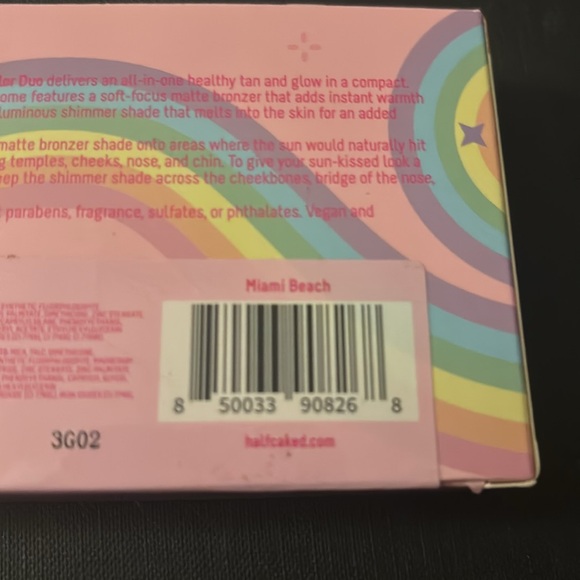 lor Duo delivers an all-in-one healthy tan and glow in a compact.
ome features a soft-focus matte bronzer that adds instant warmth
luminous shimmer shade that melts into the skin for an added
matte bronzer shade onto areas where the sun would naturally hit
g temples, cheeks, nose, and chin. To give your sun-kissed look a
eep the shimmer shade across the cheekbones, bridge of the nose,
parabens, fragrance, sulfates, or phthalates. Vegan and
Miami Beach
8 50033 90826 8
3G02
halfcaked.com